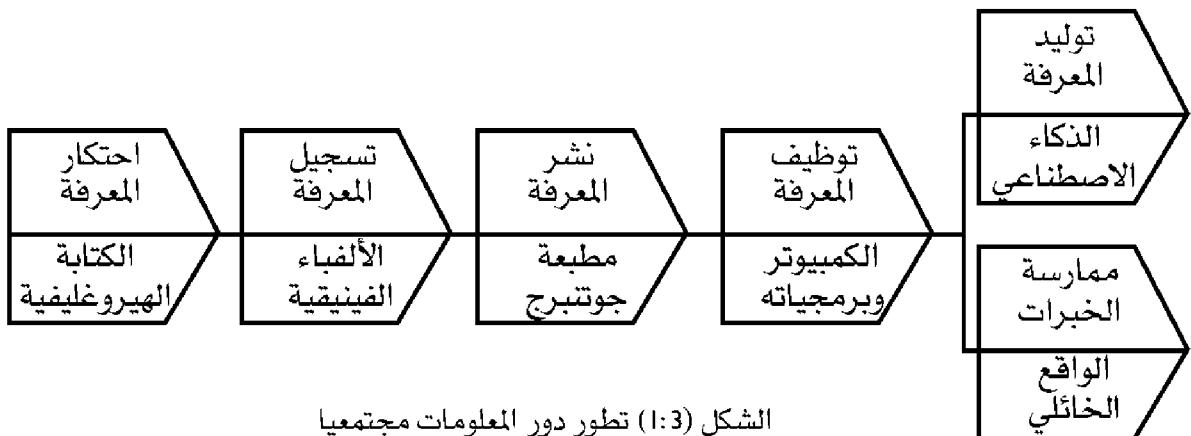 احتكار
المعرفة
الكتابة
الهيروغليفية
تسجيل
المعرفة
الألفباء
الفينيقية
نشر
المعرفة
مطبعة
جوتنبرج
توظيف
المعرفة
الكمبيوتر
وبرمجياته
توليد
المعرفة
الذكاء
الاصطناعي
ممارسة
الخبرات
الواقع
الخائلي
الشكل (1:3) تطور دور المعلومات مجتمعيا